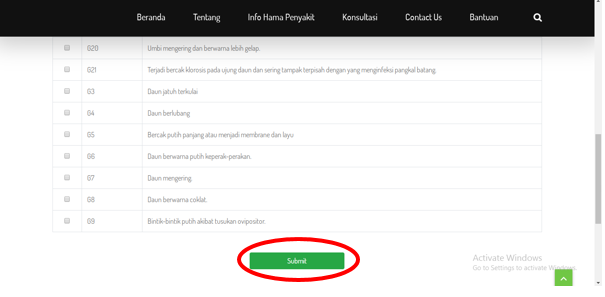 Beranda Tentang Info Hama Penyakit Konsultasi Contact Us Bantuan
G20 Umbi mengering dan berwarna lebih gelap.
G21 Terjadi bercak klorosis pada ujung daun dan sering tampak terpisah dengan yang menginfeksi pangkal batang.
G3 Daun jatuh terkulai
G4 Daun berlubang
G5 Bercak putih panjang atau menjadi membrane dan layu
G6 Daun berwarna putih keperak-perakan.
G7 Daun mengering.
G8 Daun berwarna coklat.
G9 Bintik-bintik putih akibat tusukan ovipositor.
Submit
Activate Windows
Go to Settings to activate Windows.